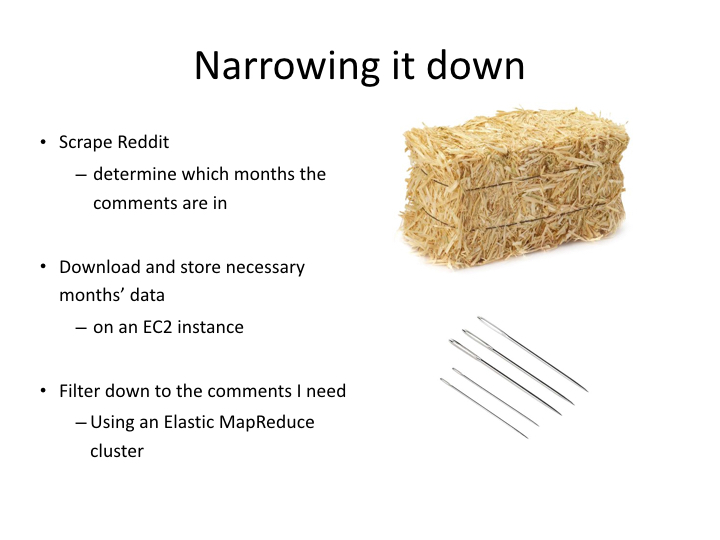 Narrowing it down
• Scrape Reddit
– determine which months the
comments are in
• Download and store necessary
months’ data
– on an EC2 instance
• Filter down to the comments I need
– Using an Elastic MapReduce
cluster